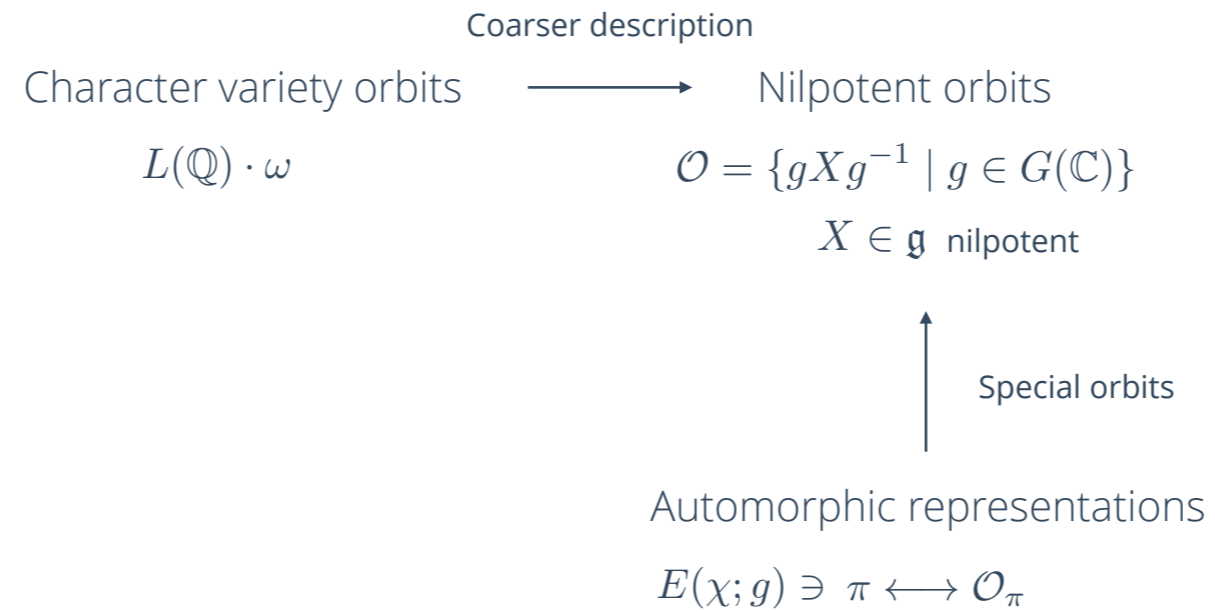 Coarser description
Character variety orbits ⟶ Nilpotent orbits
L(ℚ) · ω
𝒪 = {gXg⁻¹ | g ∈ G(ℂ)}
X ∈ 𝔤 nilpotent
Special orbits
Automorphic representations
E(χ; g) ∋ π ⟷ 𝒪_π